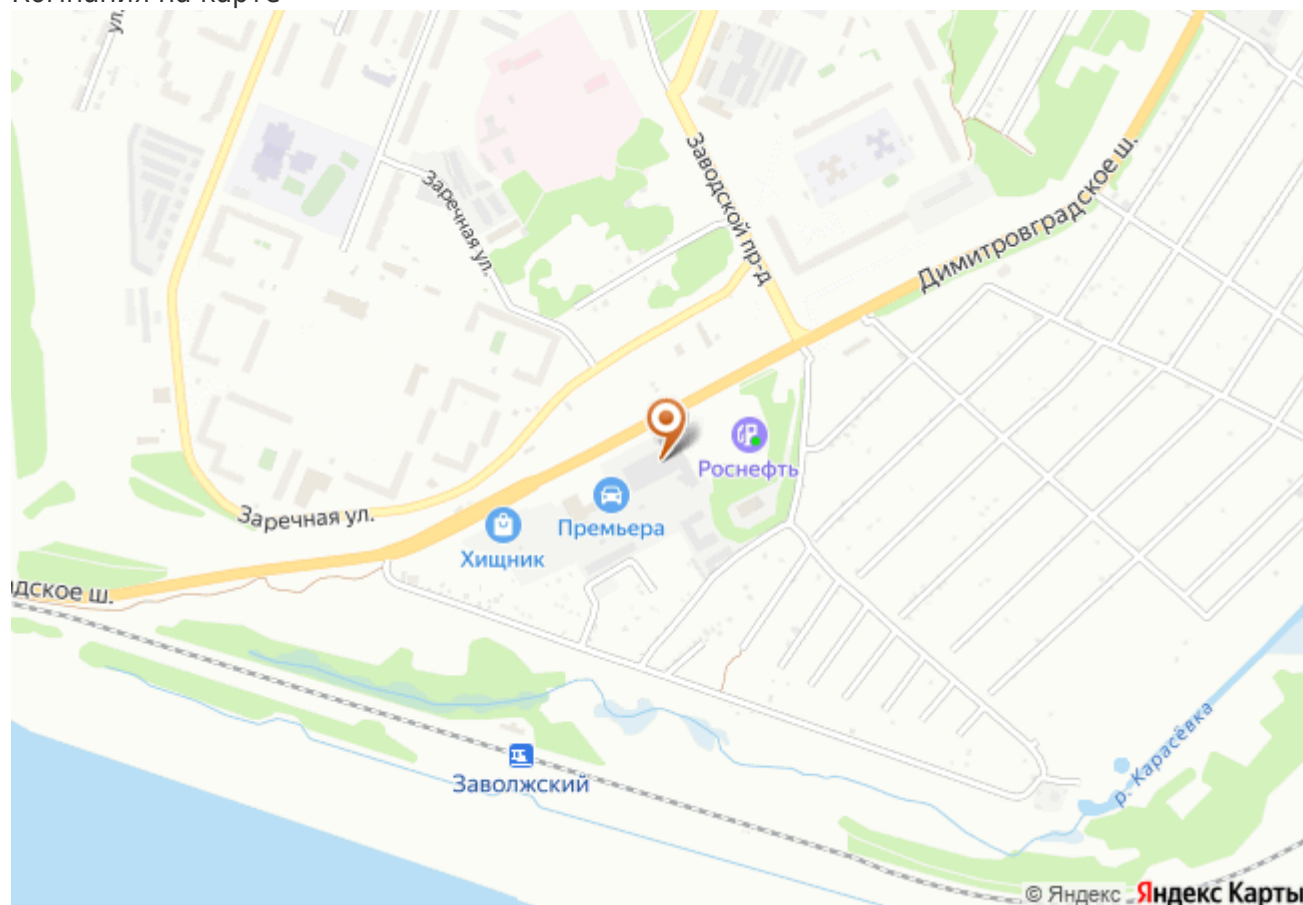 Компания на карте
ул.
Заводской пр-д
Димитровградское ш.
Заречная ул.
Роснефть
Премьера
Заречная ул.
Хищник
дское ш.
р. Карасёвка
Заволжский
© Яндекс Яндекс Карты